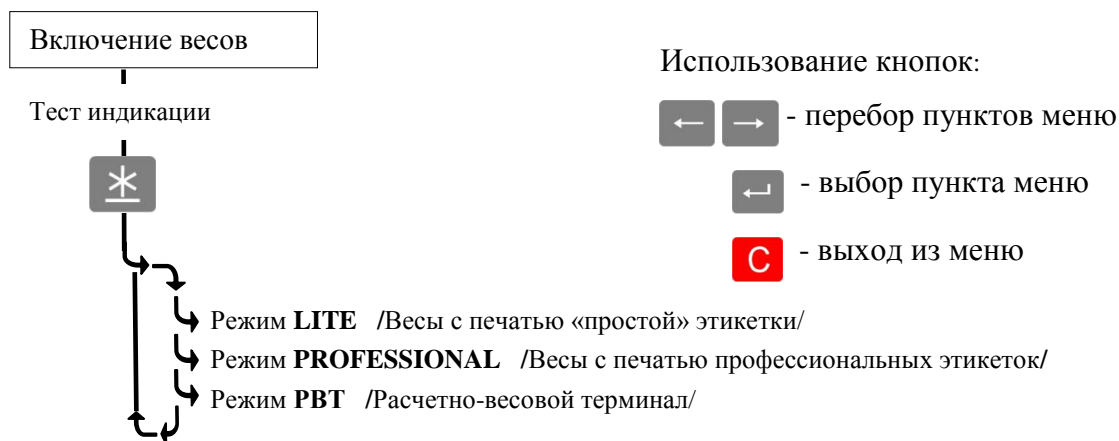 Включение весов
Тест индикации
Использование кнопок:
- перебор пунктов меню
- выбор пункта меню
C - выход из меню
Режим LITE /Весы с печатью «простой» этикетки/
Режим PROFESSIONAL /Весы с печатью профессиональных этикеток/
Режим РВТ /Расчетно-весовой терминал/